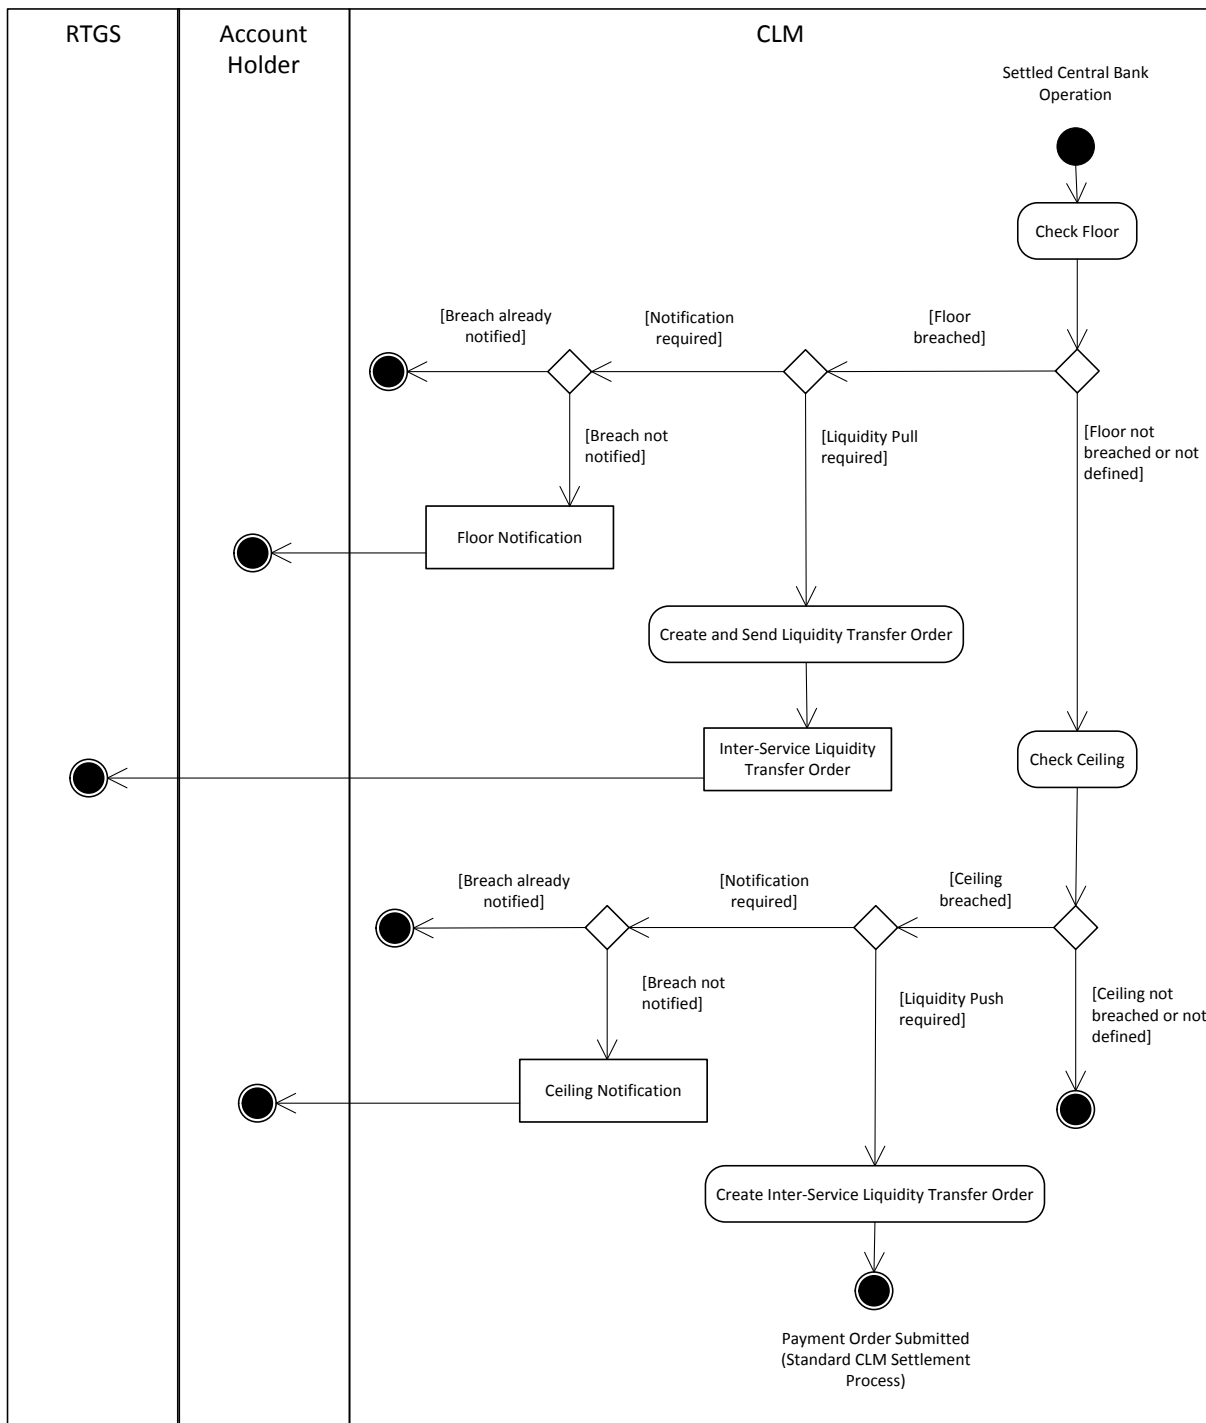 RTGS
Account
Holder
CLM
Settled Central Bank
Operation
Check Floor
[Breach already
notified]
[Notification
required]
[Floor
breached]
[Breach not
notified]
[Liquidity Pull
required]
[Floor not
breached or not
defined]
Floor Notification
Create and Send Liquidity Transfer Order
Inter-Service Liquidity
Transfer Order
Check Ceiling
[Breach already
notified]
[Notification
required]
[Ceiling
breached]
[Breach not
notified]
[Liquidity Push
required]
[Ceiling not
breached or not
defined]
Ceiling Notification
Create Inter-Service Liquidity Transfer Order
Payment Order Submitted
(Standard CLM Settlement
Process)